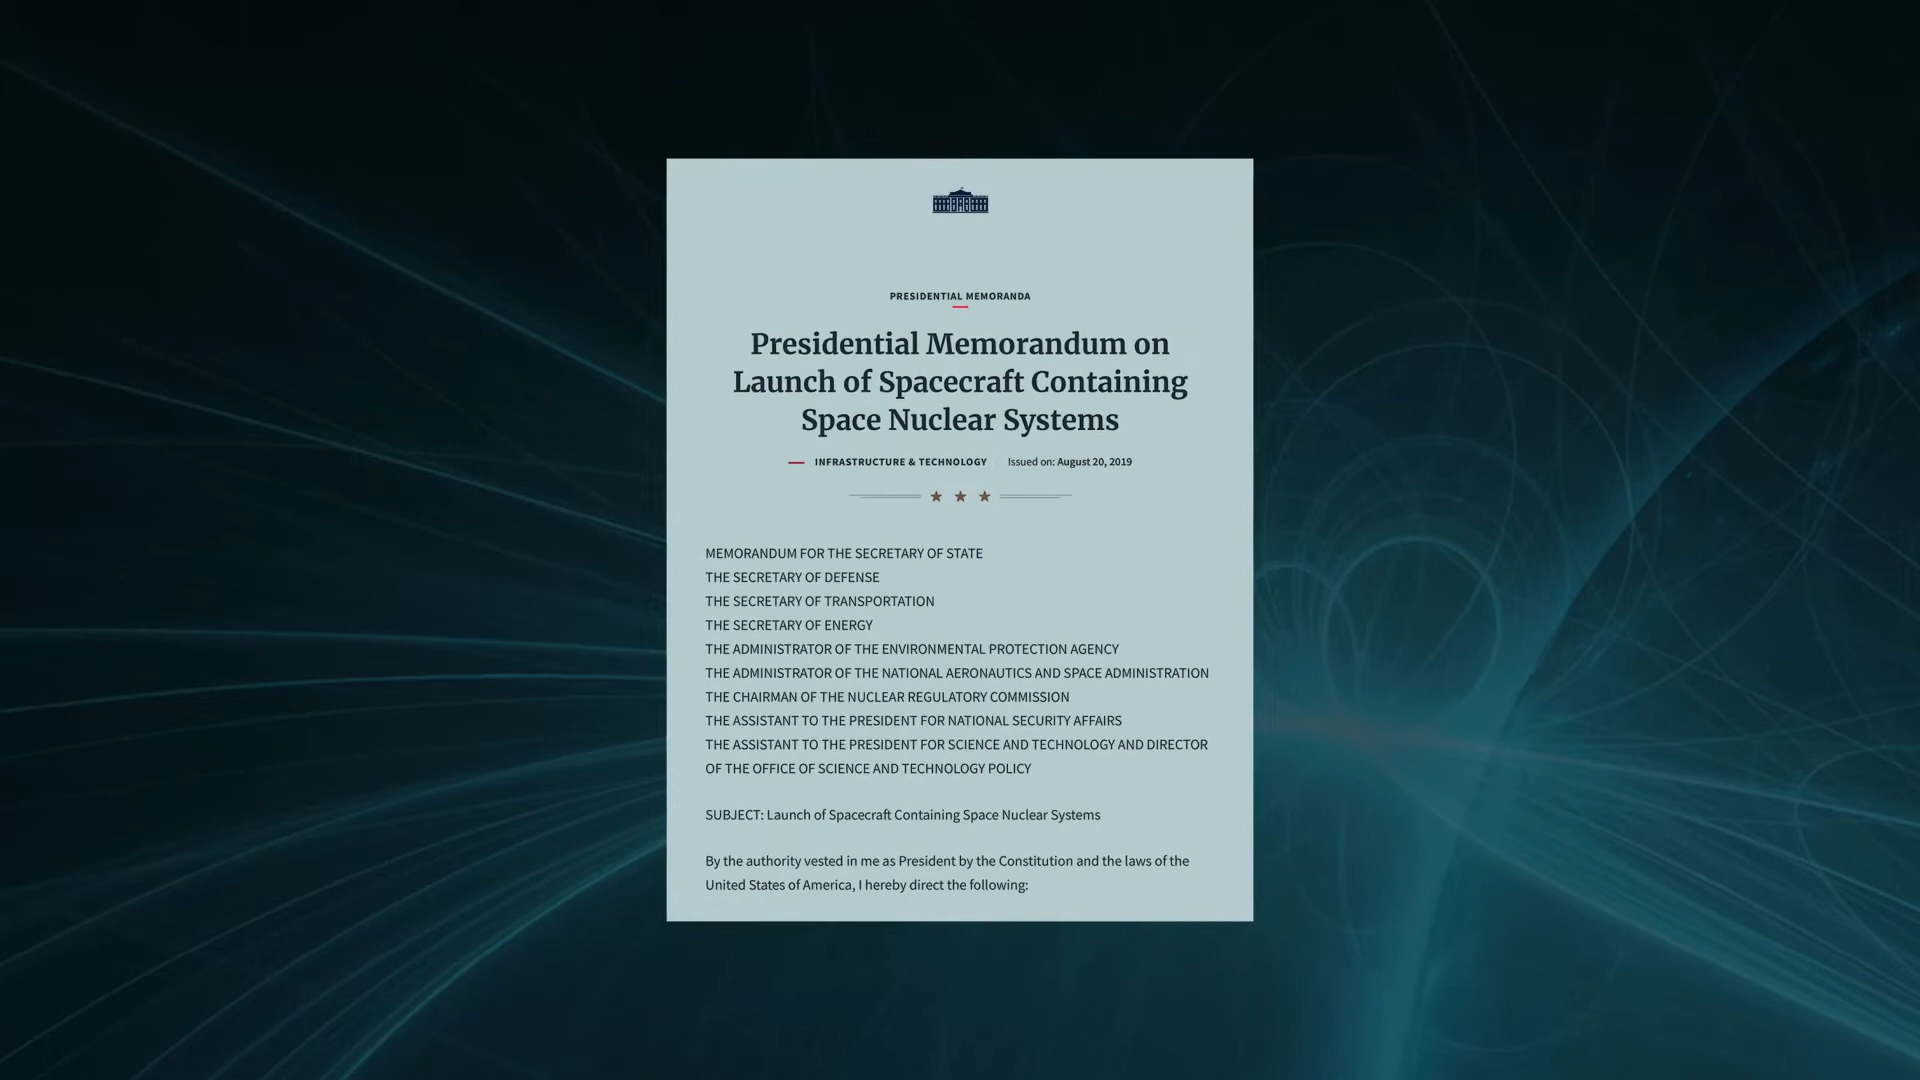 PRESIDENTIAL MEMORANDA
Presidential Memorandum on
Launch of Spacecraft Containing
Space Nuclear Systems
INFRASTRUCTURE & TECHNOLOGY Issued on: August 20, 2019
MEMORANDUM FOR THE SECRETARY OF STATE
THE SECRETARY OF DEFENSE
THE SECRETARY OF TRANSPORTATION
THE SECRETARY OF ENERGY
THE ADMINISTRATOR OF THE ENVIRONMENTAL PROTECTION AGENCY
THE ADMINISTRATOR OF THE NATIONAL AERONAUTICS AND SPACE ADMINISTRATION
THE CHAIRMAN OF THE NUCLEAR REGULATORY COMMISSION
THE ASSISTANT TO THE PRESIDENT FOR NATIONAL SECURITY AFFAIRS
THE ASSISTANT TO THE PRESIDENT FOR SCIENCE AND TECHNOLOGY AND DIRECTOR
OF THE OFFICE OF SCIENCE AND TECHNOLOGY POLICY
SUBJECT: Launch of Spacecraft Containing Space Nuclear Systems
By the authority vested in me as President by the Constitution and the laws of the
United States of America, I hereby direct the following: